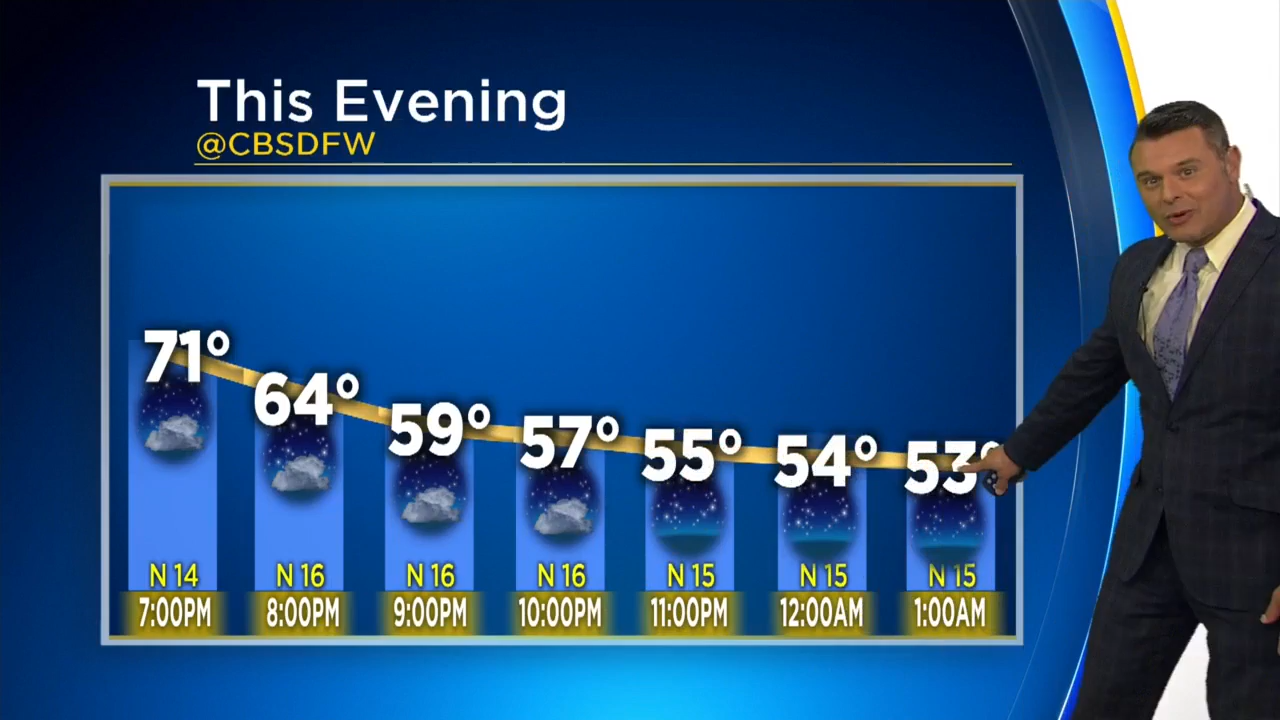 This Evening
@CBSDFW
71° 64° 59° 57° 55° 54° 53°
N 14 N 16 N 16 N 16 N 15 N 15 N 15
7:00PM 8:00PM 9:00PM 10:00PM 11:00PM 12:00AM 1:00AM